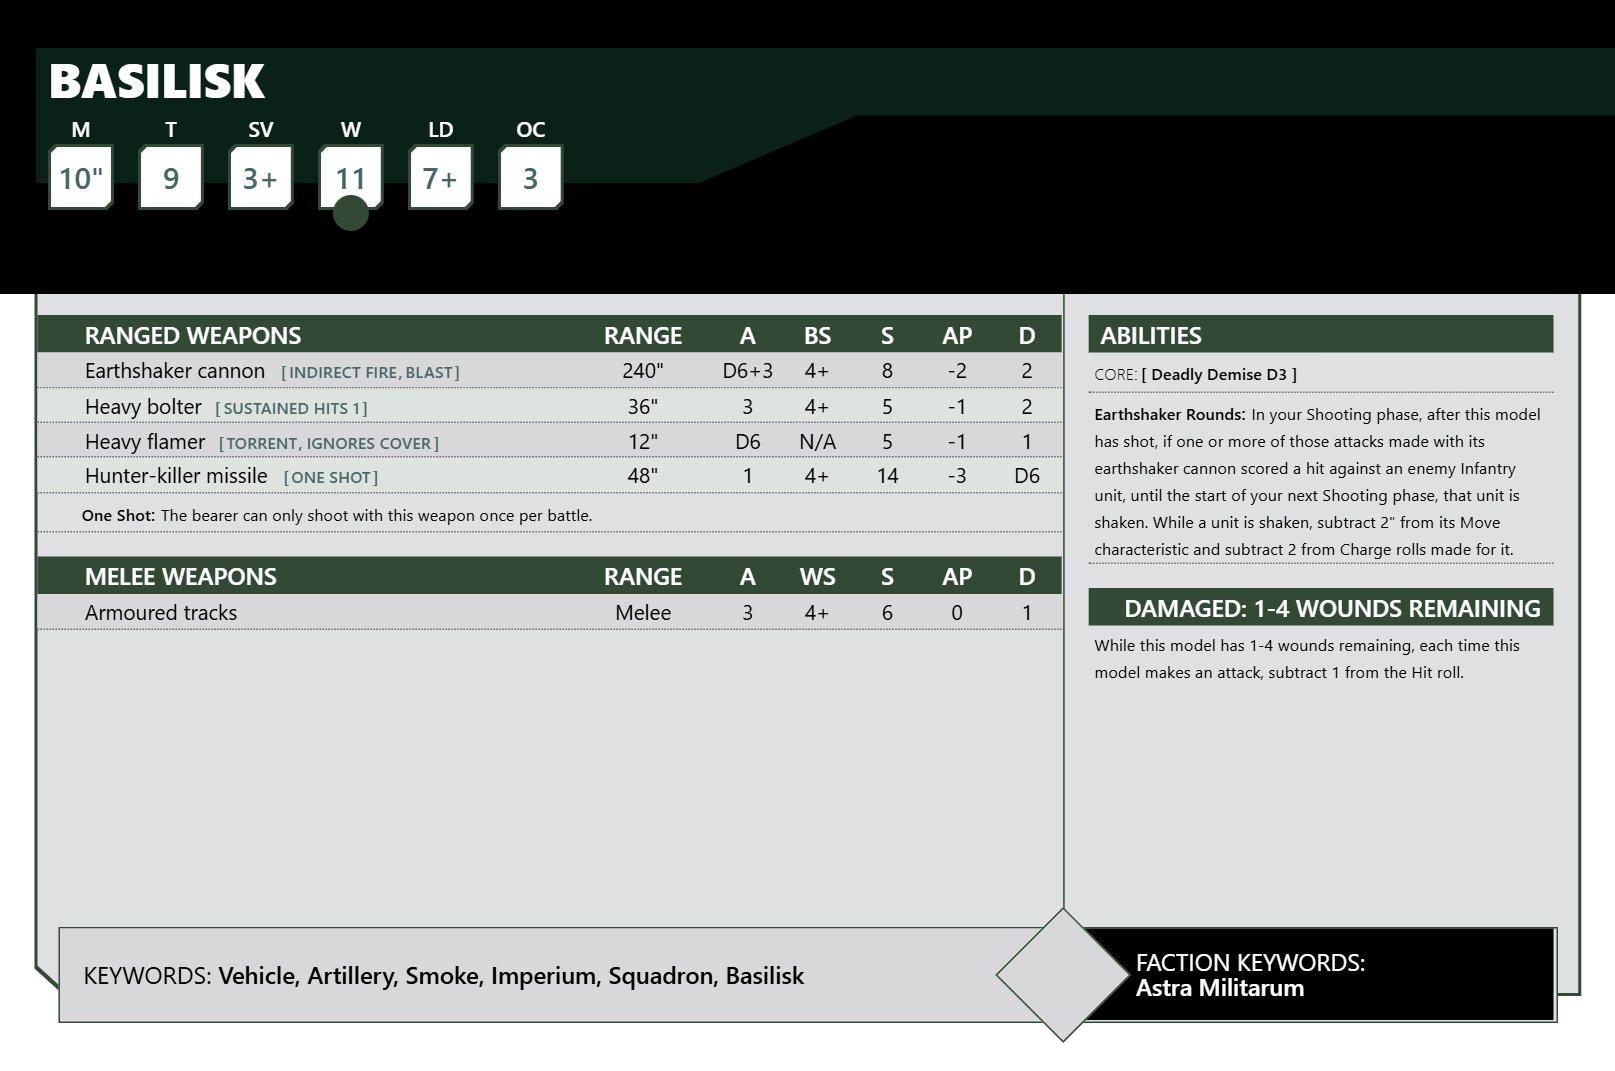 BASILISK
M T SV W LD OC
10" 9 3+ 11 7+ 3
RANGED WEAPONS RANGE A BS S AP D
Earthshaker cannon [INDIRECT FIRE, BLAST] 240" D6+3 4+ 8 -2 2
Heavy bolter [SUSTAINED HITS 1] 36" 3 4+ 5 -1 2
Heavy flamer [TORRENT, IGNORES COVER] 12" D6 N/A 5 -1 1
Hunter-killer missile [ONE SHOT] 48" 1 4+ 14 -3 D6
One Shot: The bearer can only shoot with this weapon once per battle.
MELEE WEAPONS RANGE A WS S AP D
Armoured tracks Melee 3 4+ 6 0 1
ABILITIES
CORE: [ Deadly Demise D3 ]
Earthshaker Rounds: In your Shooting phase, after this model
has shot, if one or more of those attacks made with its
earthshaker cannon scored a hit against an enemy Infantry
unit, until the start of your next Shooting phase, that unit is
shaken. While a unit is shaken, subtract 2" from its Move
characteristic and subtract 2 from Charge rolls made for it.
DAMAGED: 1-4 WOUNDS REMAINING
While this model has 1-4 wounds remaining, each time this
model makes an attack, subtract 1 from the Hit roll.
KEYWORDS: Vehicle, Artillery, Smoke, Imperium, Squadron, Basilisk
FACTION KEYWORDS:
Astra Militarum